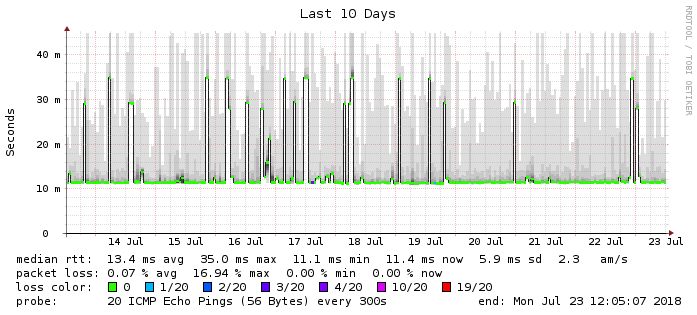 Last 10 Days
RRDTOOL / TOBI OETIKER
Seconds
40 m
30 m
20 m
10 m
0
14 Jul 15 Jul 16 Jul 17 Jul 18 Jul 19 Jul 20 Jul 21 Jul 22 Jul 23 Jul
median rtt: 13.4 ms avg 35.0 ms max 11.1 ms min 11.4 ms now 5.9 ms sd 2.3 am/s
packet loss: 0.07 % avg 16.94 % max 0.00 % min 0.00 % now
loss color: 0 1/20 2/20 3/20 4/20 10/20 19/20
probe: 20 ICMP Echo Pings (56 Bytes) every 300s end: Mon Jul 23 12:05:07 2018